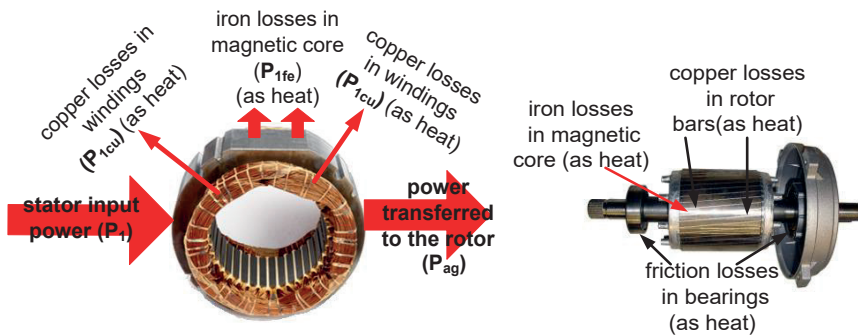 copper losses in
windings
(P1cu) (as heat)
iron losses in
magnetic core
(P1fe)
(as heat)
copper losses
in windings
(P1cu) (as heat)
stator input
power (P1)
power
transferred
to the rotor
(Pag)
iron losses
in magnetic
core (as heat)
copper losses
in rotor
bars(as heat)
friction losses
in bearings
(as heat)